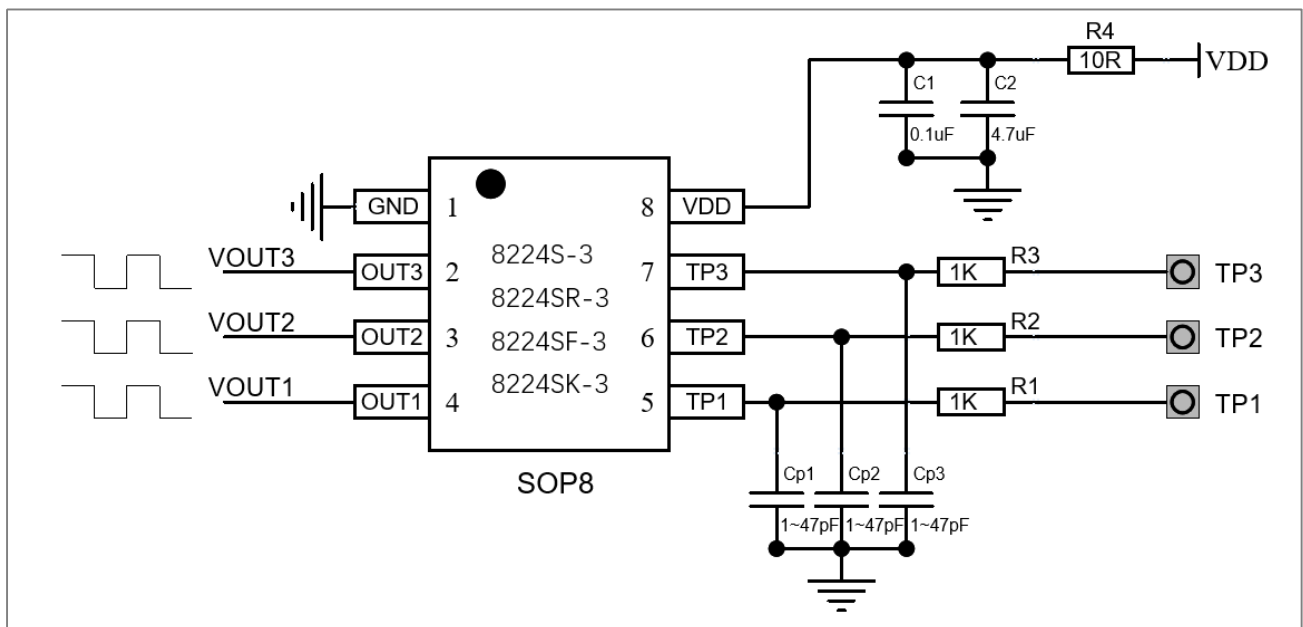 R4
10R
VDD
C1
C2
0.1uF
4.7uF
GND
1
8
VDD
VOUT3
OUT3
2
8224S-3
7
TP3
1K
R3
TP3
8224SR-3
VOUT2
OUT2
3
8224SF-3
6
TP2
1K
R2
TP2
VOUT1
OUT1
4
8224SK-3
5
TP1
1K
R1
TP1
SOP8
Cp1
Cp2
Cp3
1~47pF
1~47pF
1~47pF